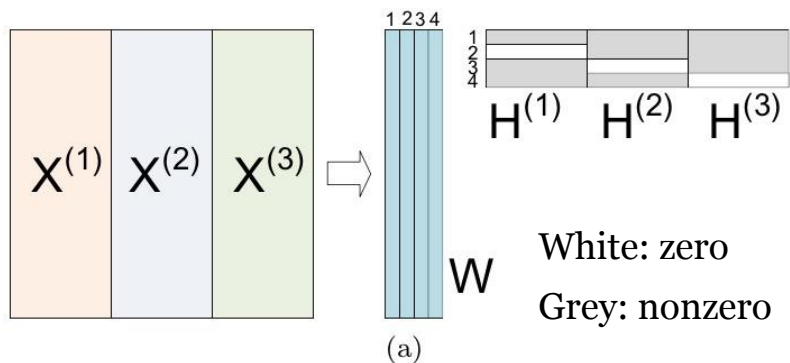 1 2 3 4
1
2
3
4
X(1) X(2) X(3)
H(1) H(2) H(3)
W
White: zero
Grey: nonzero
(a)